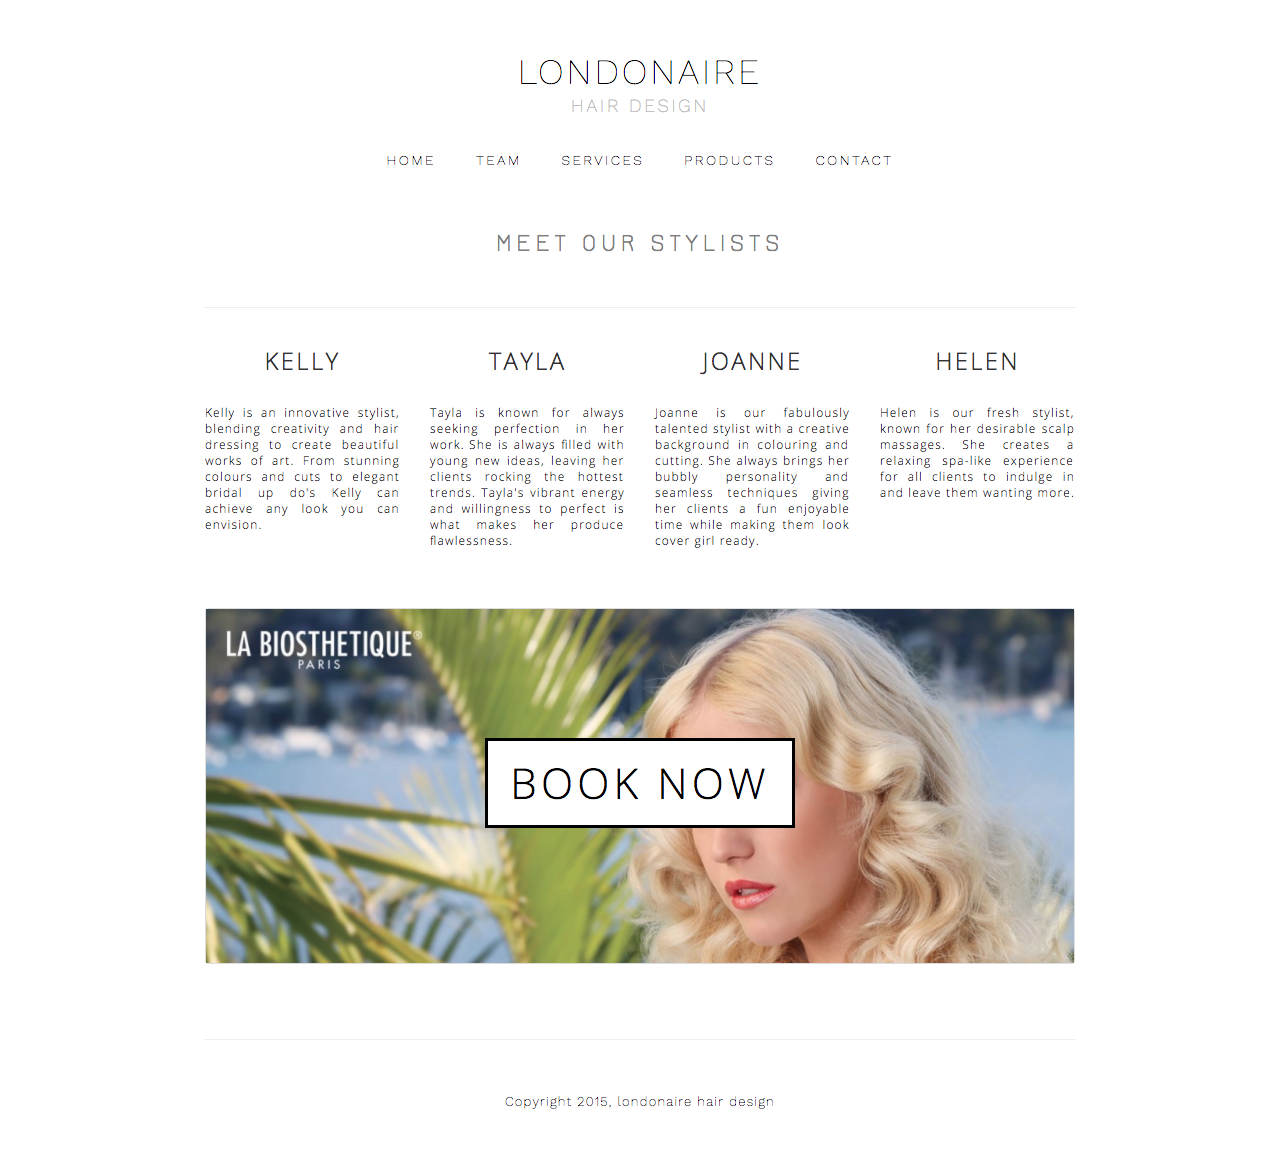 LONDONAIRE
HAIR DESIGN
HOME TEAM SERVICES PRODUCTS CONTACT
MEET OUR STYLISTS
KELLY
Kelly is an innovative stylist,
blending creativity and hair
dressing to create beautiful
works of art. From stunning
colours and cuts to elegant
bridal up do's Kelly can
achieve any look you can
envision.
TAYLA
Tayla is known for always
seeking perfection in her
work. She is always filled with
young new ideas, leaving her
clients rocking the hottest
trends. Tayla's vibrant energy
and willingness to perfect is
what makes her produce
flawlessness.
JOANNE
Joanne is our fabulously
talented stylist with a creative
background in colouring and
cutting. She always brings her
bubbly personality and
seamless techniques giving
her clients a fun enjoyable
time while making them look
cover girl ready.
HELEN
Helen is our fresh stylist,
known for her desirable scalp
massages. She creates a
relaxing spa-like experience
for all clients to indulge in
and leave them wanting more.
LA BIOSTHETIQUE®
PARIS
BOOK NOW
Copyright 2015, londonaire hair design